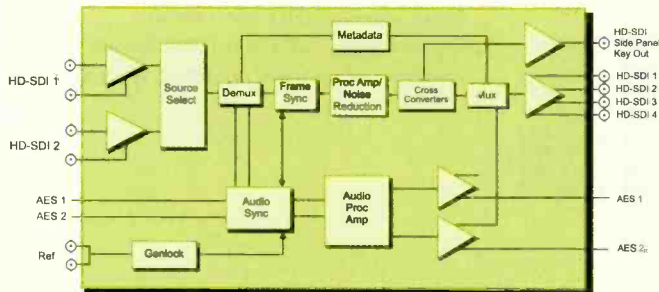 HD-SDI 1
HD-SDI 2
AES 1
AES 2
Ref
Source
Select
Demux
Metadata
Frame
Sync
Proc Amp/
Noise
Reduction
Cross
Converters
Mux
Audio
Sync
Audio
Proc
Amp
Genlock
HD-SDI
Side Panel
Key Out
HD-SDI 1
HD-SDI 2
HD-SDI 3
HD-SDI 4
AES 1
AES 2